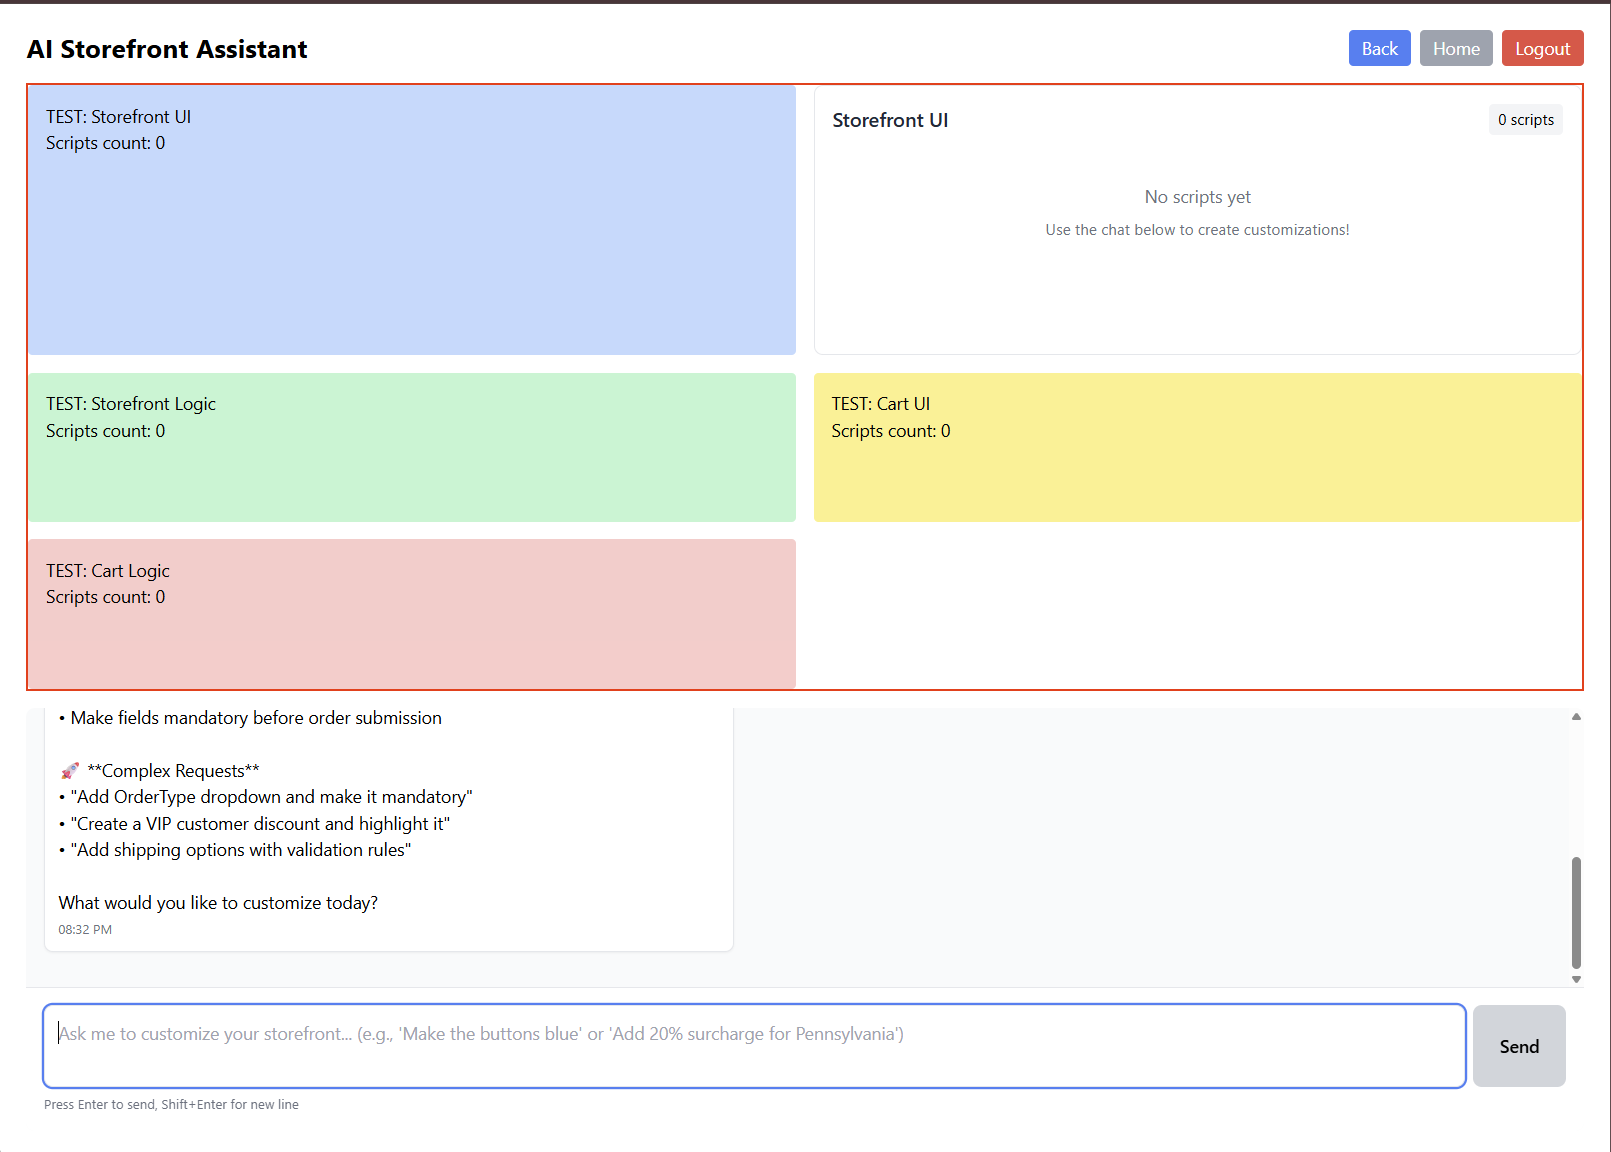 AI Storefront Assistant
Back
Home
Logout
TEST: Storefront UI
Scripts count: 0
Storefront UI
0 scripts
No scripts yet
Use the chat below to create customizations!
TEST: Storefront Logic
Scripts count: 0
TEST: Cart UI
Scripts count: 0
TEST: Cart Logic
Scripts count: 0
• Make fields mandatory before order submission
🚀 **Complex Requests**
• "Add OrderType dropdown and make it mandatory"
• "Create a VIP customer discount and highlight it"
• "Add shipping options with validation rules"
What would you like to customize today?
08:32 PM
Ask me to customize your storefront... (e.g., 'Make the buttons blue' or 'Add 20% surcharge for Pennsylvania')
Send
Press Enter to send, Shift+Enter for new line